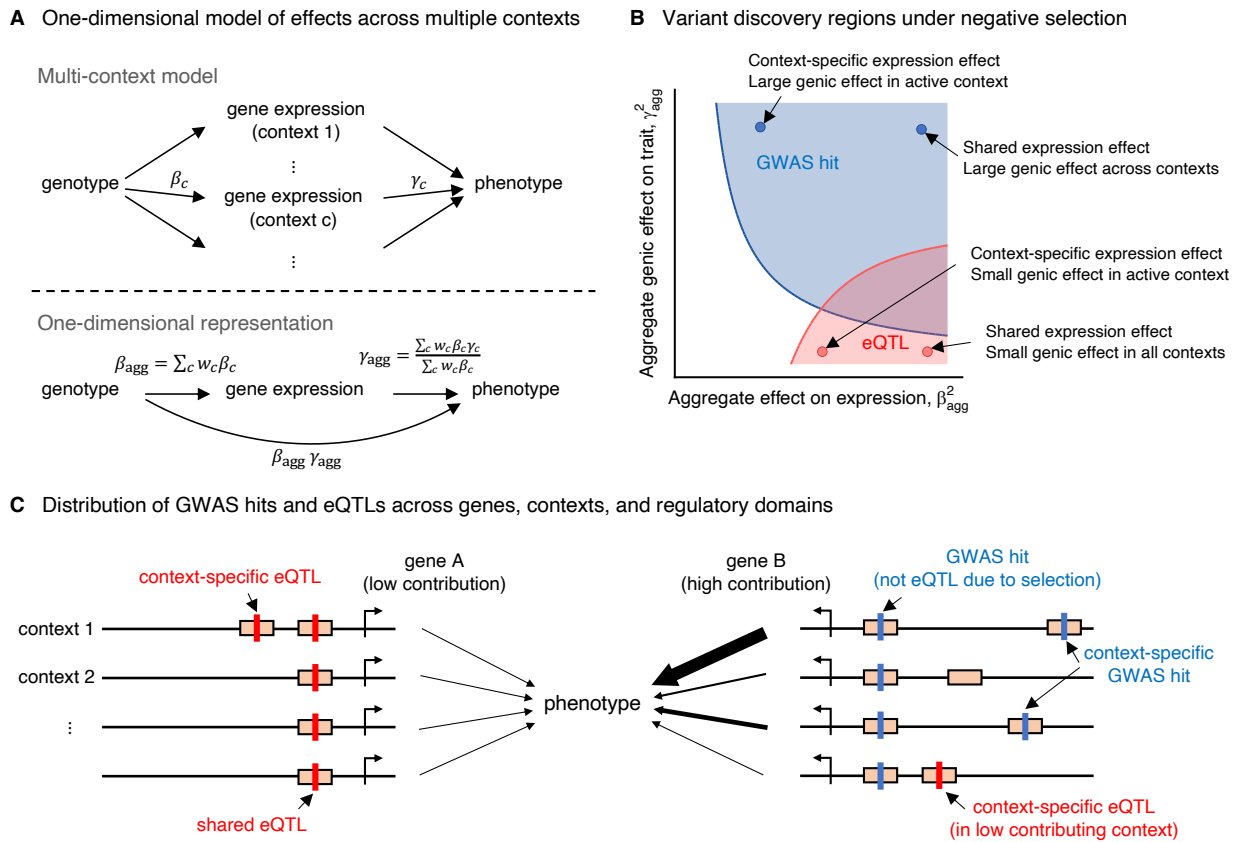 A One-dimensional model of effects across multiple contexts
Multi-context model
gene expression
(context 1)
⋮
genotype
β_c
gene expression
(context c)
γ_c
phenotype
⋮
One-dimensional representation
β_agg = ∑_c w_c β_c
γ_agg = ∑_c w_c β_c γ_c / ∑_c w_c β_c
genotype
gene expression
phenotype
β_agg γ_agg
B Variant discovery regions under negative selection
Context-specific expression effect
Large genic effect in active context
GWAS hit
Shared expression effect
Large genic effect across contexts
Context-specific expression effect
Small genic effect in active context
eQTL
Shared expression effect
Small genic effect in all contexts
Aggregate genic effect on trait, γ²_agg
Aggregate effect on expression, β²_agg
C Distribution of GWAS hits and eQTLs across genes, contexts, and regulatory domains
context-specific eQTL
gene A
(low contribution)
gene B
(high contribution)
GWAS hit
(not eQTL due to selection)
context 1
context 2
⋮
phenotype
context-specific
GWAS hit
shared eQTL
context-specific eQTL
(in low contributing context)